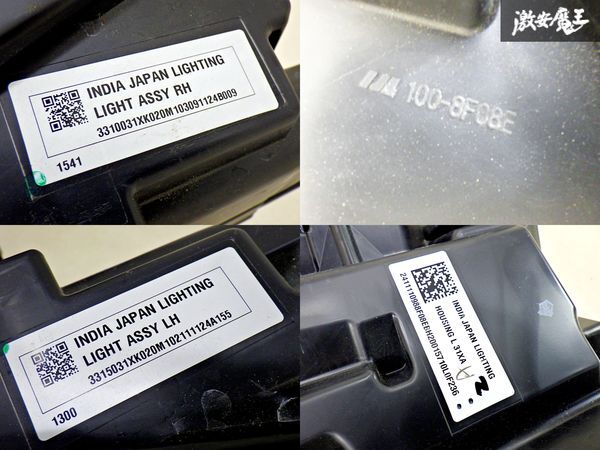 INDIA JAPAN LIGHTING
LIGHT ASSY RH
3310031XK020M103091124B009
1541
激安魔王
100-8F08E
INDIA JAPAN LIGHTING
LIGHT ASSY LH
3315031XK020M102111124A155
1300
INDIA JAPAN LIGHTING
HOUSING L 31XA